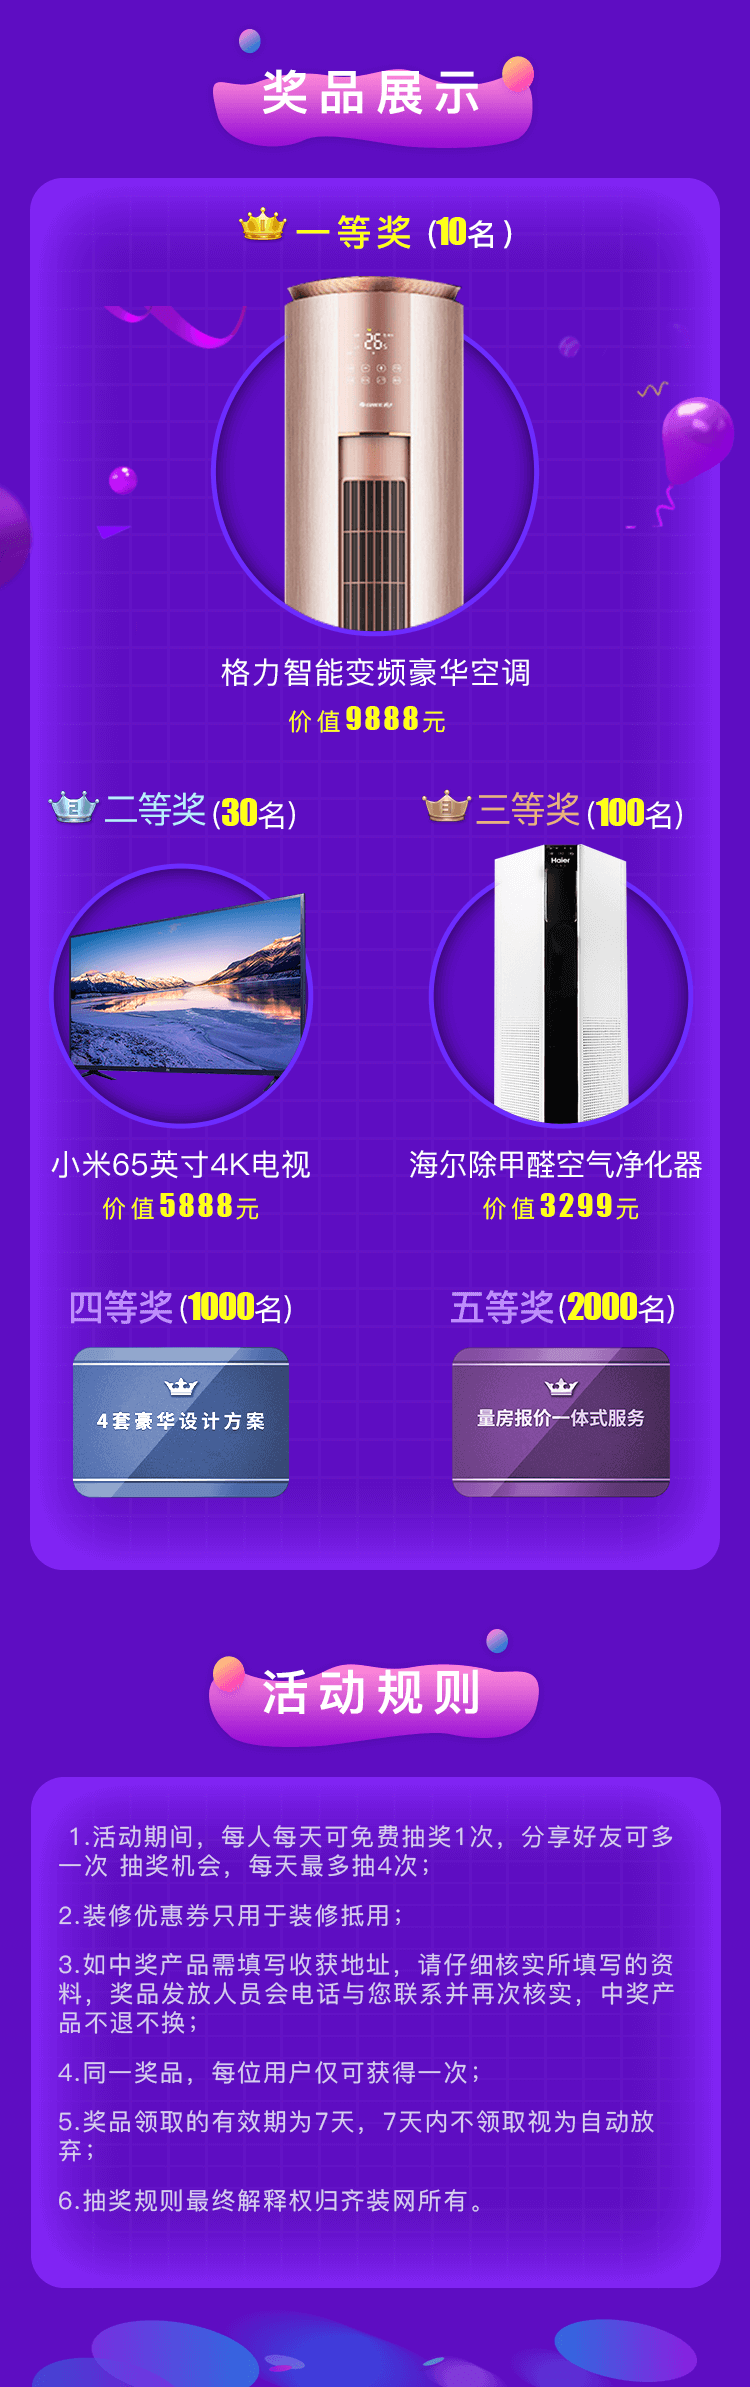 奖品展示
一等奖 (10名)
26
格力智能变频豪华空调
价值9888元
2 二等奖 (30名)
3 三等奖 (100名)
Haier
小米65英寸4K电视
海尔除甲醛空气净化器
价值5888元
价值3299元
四等奖 (1000名)
五等奖 (2000名)
4套豪华设计方案
量房报价一体式服务
活动规则
1.活动期间，每人每天可免费抽奖1次，分享好友可多
一次 抽奖机会，每天最多抽4次；
2.装修优惠券只用于装修抵用；
3.如中奖产品需填写收获地址，请仔细核实所填写的资
料，奖品发放人员会电话与您联系并再次核实，中奖产
品不退不换；
4.同一奖品，每位用户仅可获得一次；
5.奖品领取的有效期为7天，7天内不领取视为自动放
弃；
6.抽奖规则最终解释权归齐装网所有。